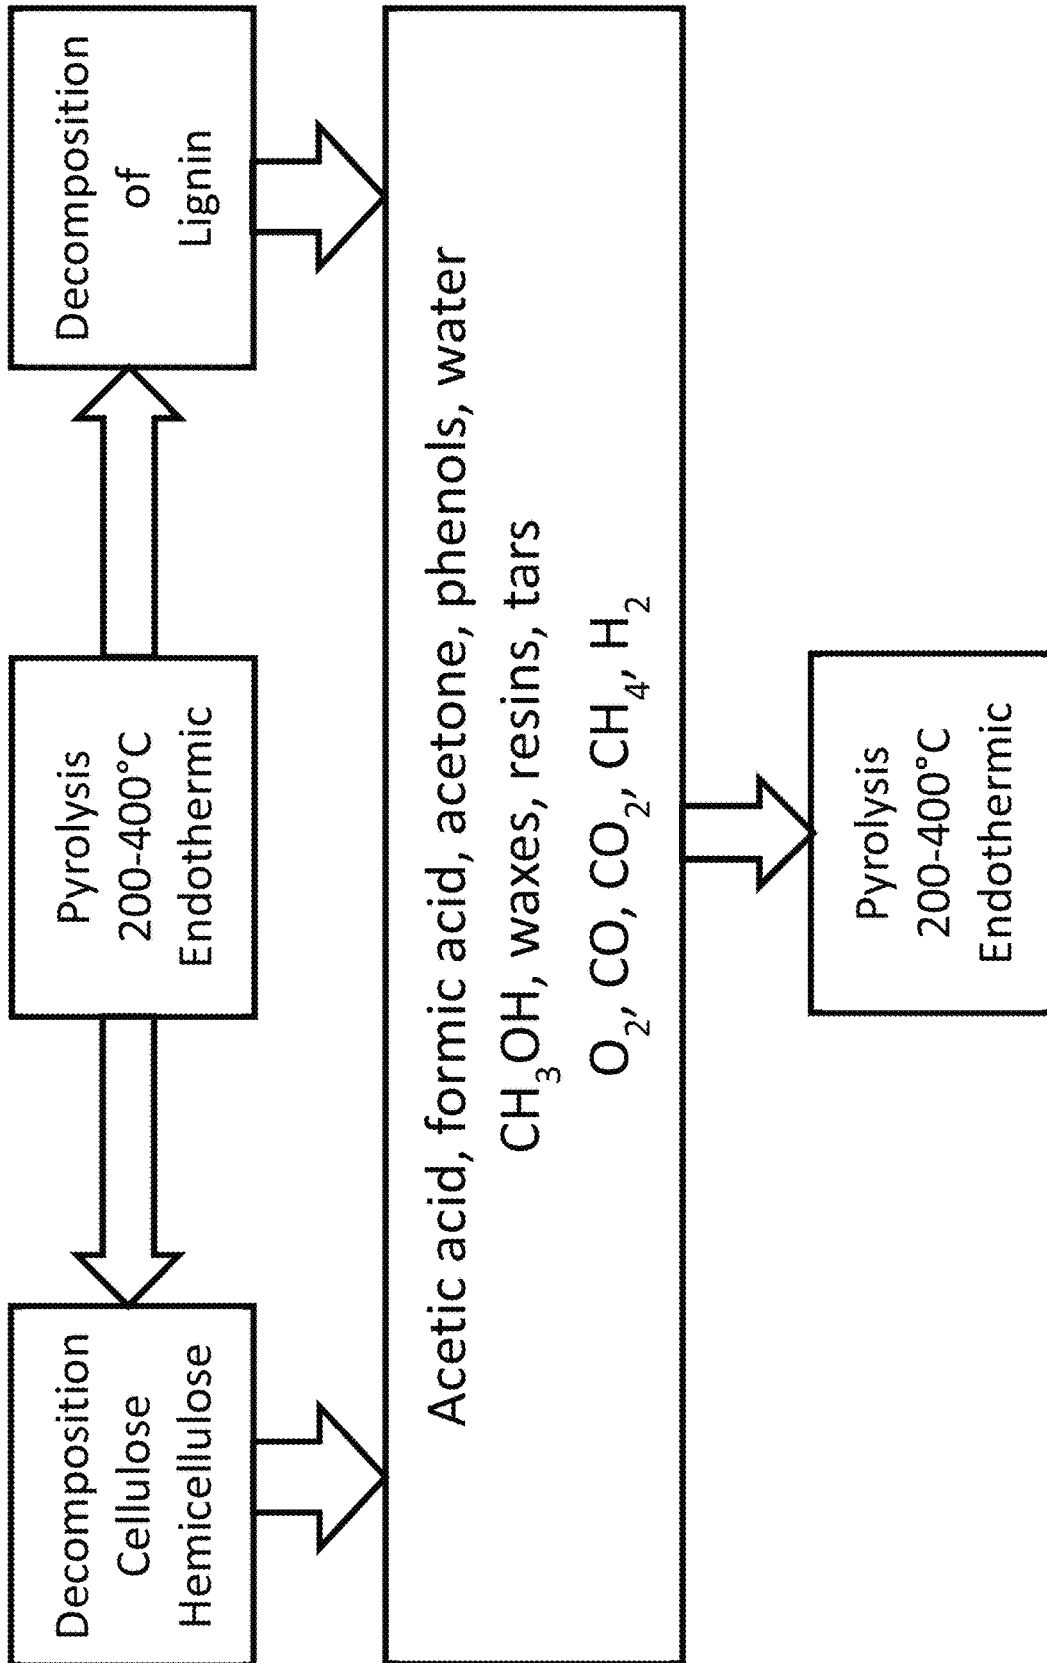 Decomposition
Cellulose
Hemicellulose
Pyrolysis
200-400°C
Endothermic
Decomposition
of
Lignin
Acetic acid, formic acid, acetone, phenols, water
CH₃OH, waxes, resins, tars
O₂, CO, CO₂, CH₄, H₂
Pyrolysis
200-400°C
Endothermic